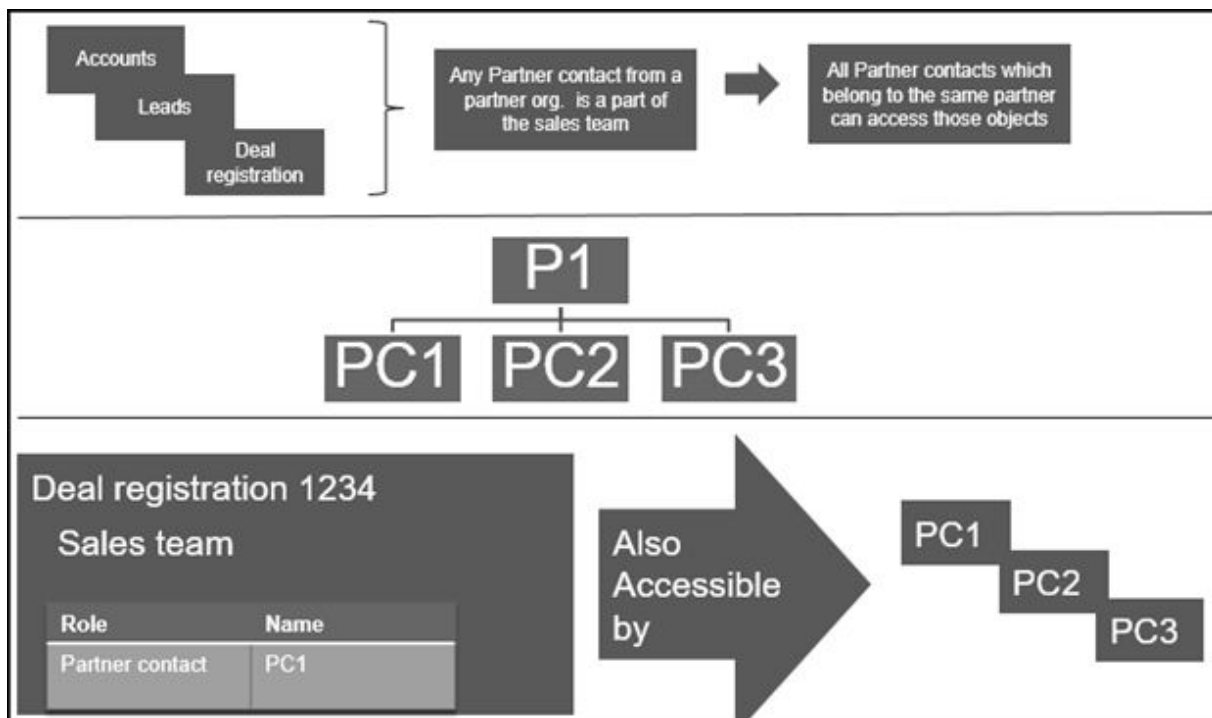 Accounts
Leads
Deal
registration
Any Partner contact from a
partner org. is a part of
the sales team
All Partner contacts which
belong to the same partner
can access those objects
P1
PC1
PC2
PC3
Deal registration 1234
Sales team
Role Name
Partner contact PC1
Also
Accessible
by
PC1
PC2
PC3